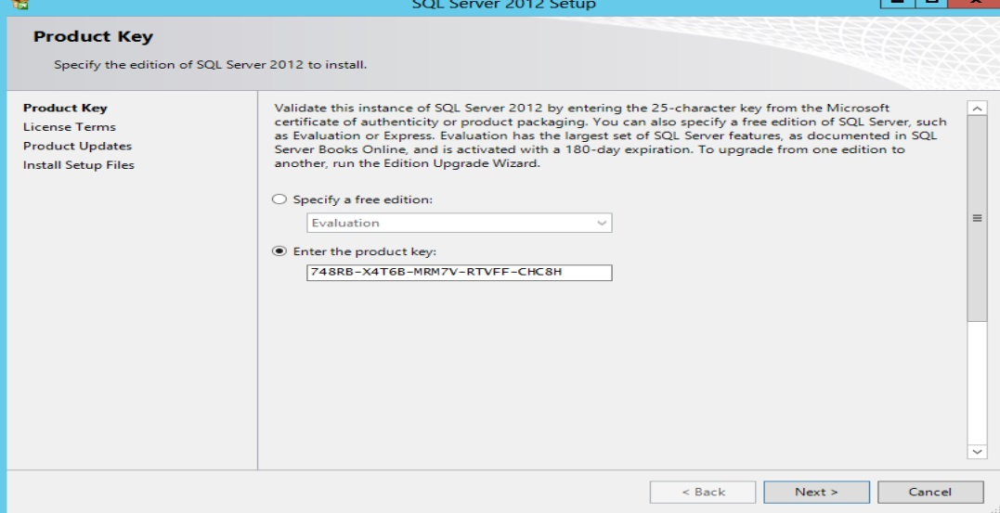 SQL Server 2012 Setup
Product Key
Specify the edition of SQL Server 2012 to install.
Product Key
License Terms
Product Updates
Install Setup Files
Validate this instance of SQL Server 2012 by entering the 25-character key from the Microsoft
certificate of authenticity or product packaging. You can also specify a free edition of SQL Server, such
as Evaluation or Express. Evaluation has the largest set of SQL Server features, as documented in SQL
Server Books Online, and is activated with a 180-day expiration. To upgrade from one edition to
another, run the Edition Upgrade Wizard.
Specify a free edition:
Evaluation
Enter the product key:
748RB-X4T6B-MRM7V-RTVFF-CHC8H
< Back
Next >
Cancel